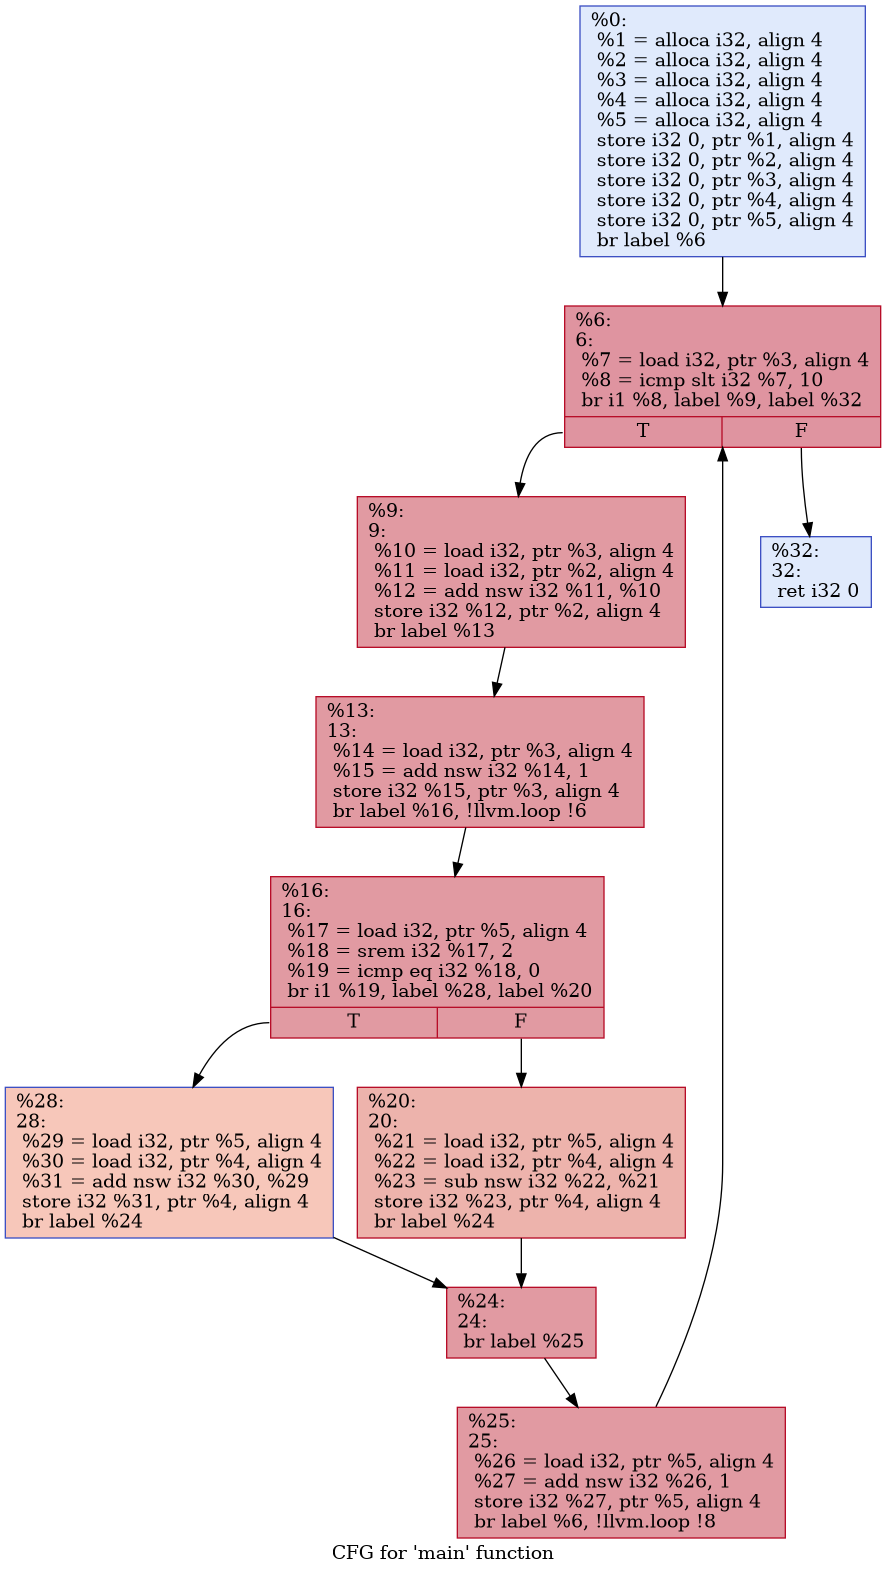 %0:
%1 = alloca i32, align 4
%2 = alloca i32, align 4
%3 = alloca i32, align 4
%4 = alloca i32, align 4
%5 = alloca i32, align 4
store i32 0, ptr %1, align 4
store i32 0, ptr %2, align 4
store i32 0, ptr %3, align 4
store i32 0, ptr %4, align 4
store i32 0, ptr %5, align 4
br label %6
%6:
6:
%7 = load i32, ptr %3, align 4
%8 = icmp slt i32 %7, 10
br i1 %8, label %9, label %32
T F
%9:
9:
%10 = load i32, ptr %3, align 4
%11 = load i32, ptr %2, align 4
%12 = add nsw i32 %11, %10
store i32 %12, ptr %2, align 4
br label %13
%32:
32:
ret i32 0
%13:
13:
%14 = load i32, ptr %3, align 4
%15 = add nsw i32 %14, 1
store i32 %15, ptr %3, align 4
br label %16, !llvm.loop !6
%16:
16:
%17 = load i32, ptr %5, align 4
%18 = srem i32 %17, 2
%19 = icmp eq i32 %18, 0
br i1 %19, label %28, label %20
T F
%28:
28:
%29 = load i32, ptr %5, align 4
%30 = load i32, ptr %4, align 4
%31 = add nsw i32 %30, %29
store i32 %31, ptr %4, align 4
br label %24
%20:
20:
%21 = load i32, ptr %5, align 4
%22 = load i32, ptr %4, align 4
%23 = sub nsw i32 %22, %21
store i32 %23, ptr %4, align 4
br label %24
%24:
24:
br label %25
%25:
25:
%26 = load i32, ptr %5, align 4
%27 = add nsw i32 %26, 1
store i32 %27, ptr %5, align 4
br label %6, !llvm.loop !8
CFG for 'main' function